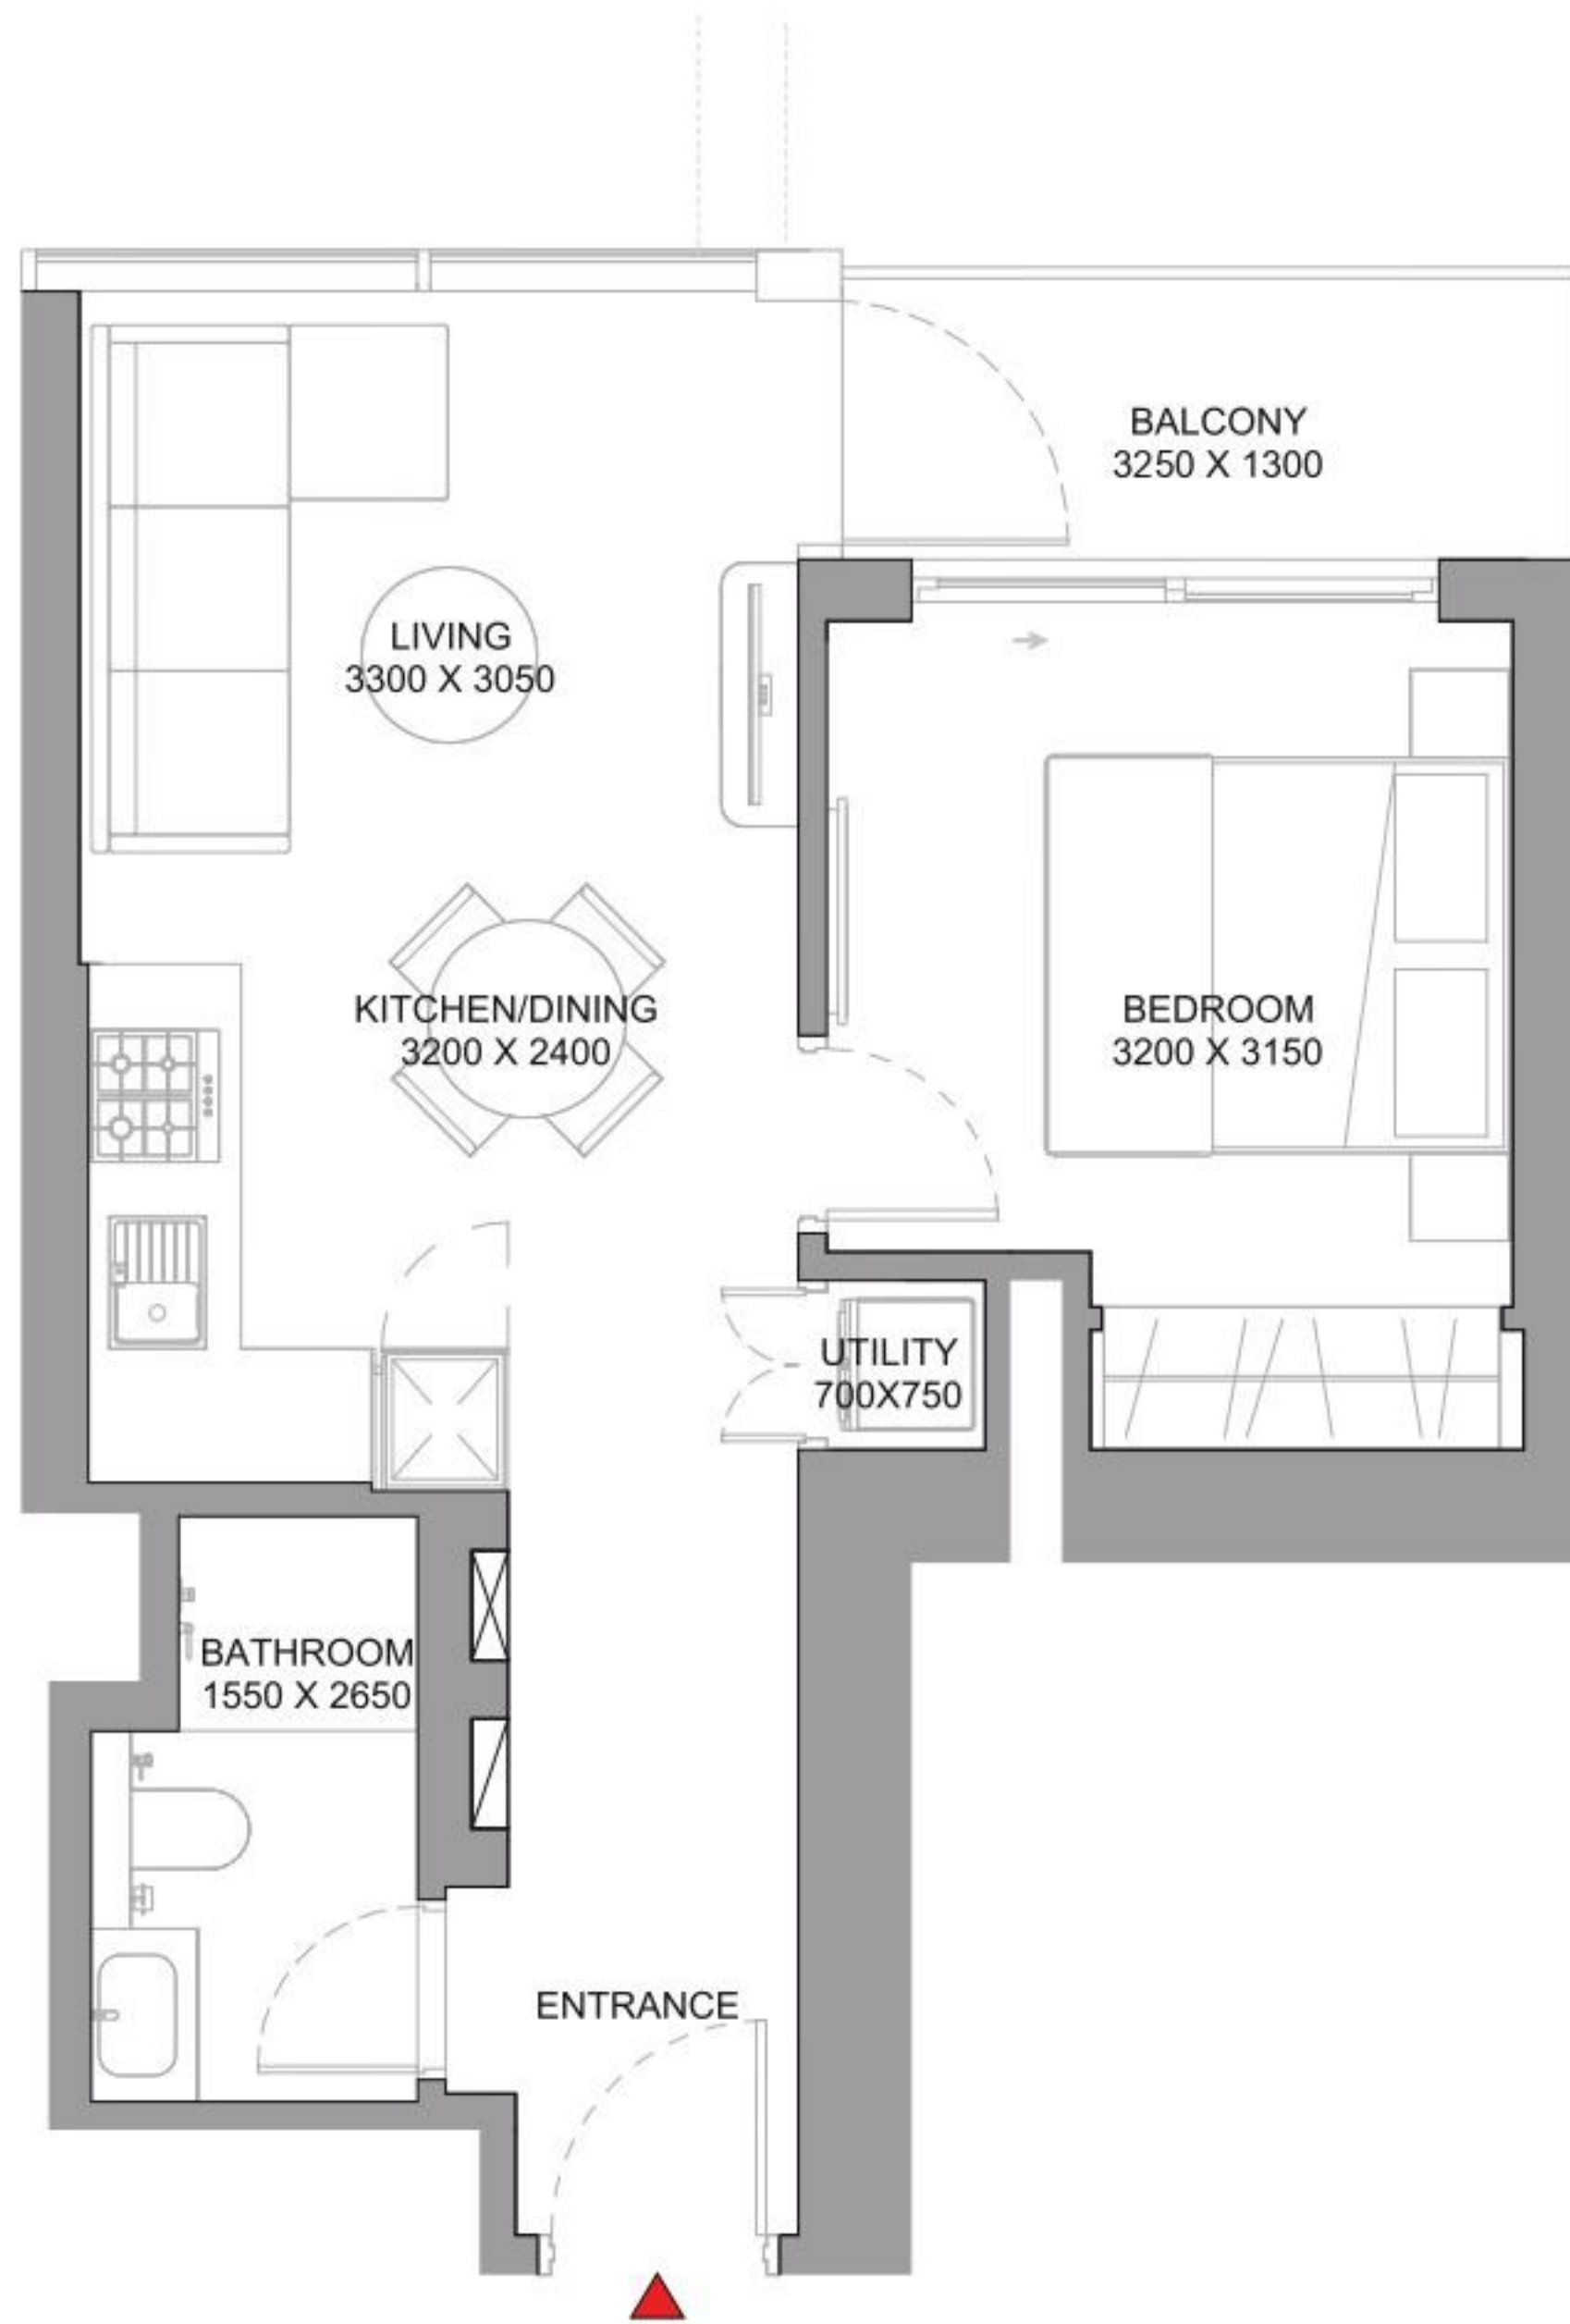 BALCONY
3250 X 1300
LIVING
3300 X 3050
KITCHEN/DINING
3200 X 2400
BEDROOM
3200 X 3150
UTILITY
700X750
BATHROOM
1550 X 2650
ENTRANCE